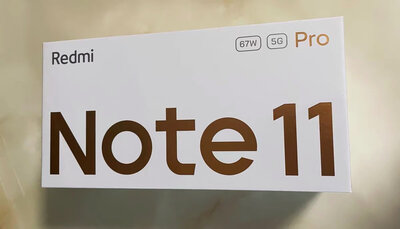 Redmi
67W 5G Pro
Note 11